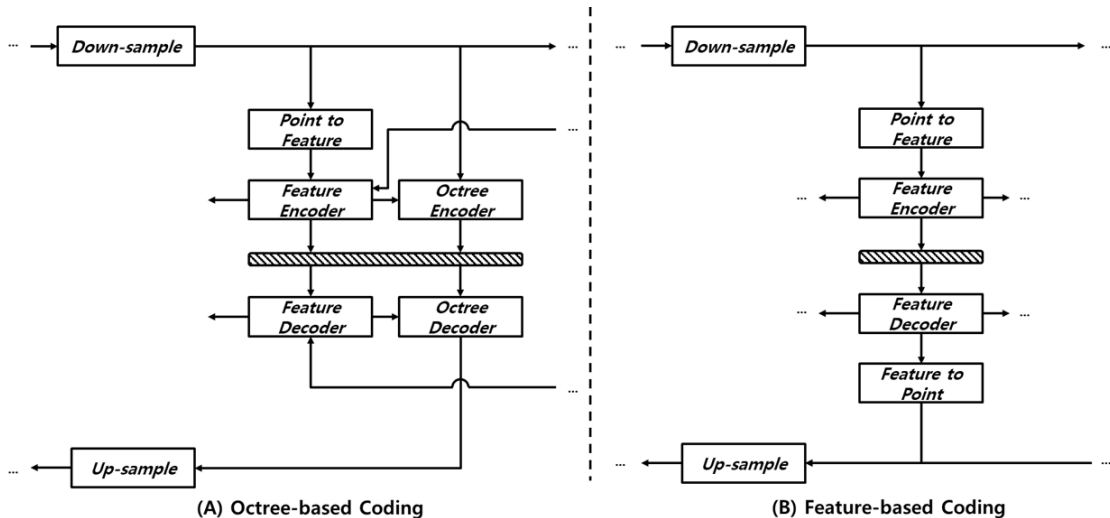 ... Down-sample ...
Point to
Feature
...
Feature
Encoder
Octree
Encoder
Feature
Decoder
Octree
Decoder
...
... Up-sample
(A) Octree-based Coding
... Down-sample ...
Point to
Feature
... Feature ...
Encoder
... Feature ...
Decoder
Feature to
Point
... Up-sample ...
(B) Feature-based Coding